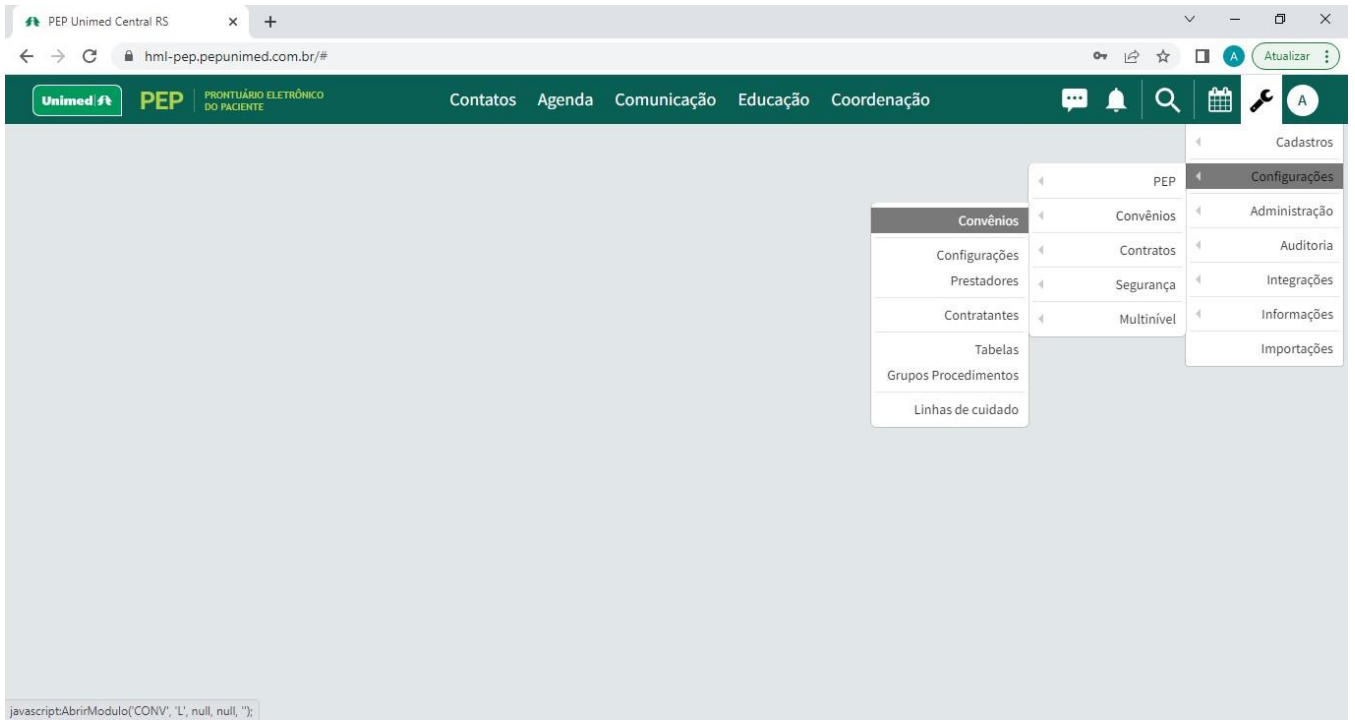 PEP Unimed Central RS
hml-pep.pepunimed.com.br/#
A
Atualizar
Unimed
PEP
PRONTUÁRIO ELETRÔNICO
DO PACIENTE
Contatos Agenda Comunicação Educação Coordenação
A
Cadastros
Configurações
Administração
Auditoria
Integrações
Informações
Importações
PEP
Convênios
Contratos
Segurança
Multinível
Convênios
Configurações
Prestadores
Contratantes
Tabelas
Grupos Procedimentos
Linhas de cuidado
javascript:AbrirModulo('CONV', 'L', null, null, '');